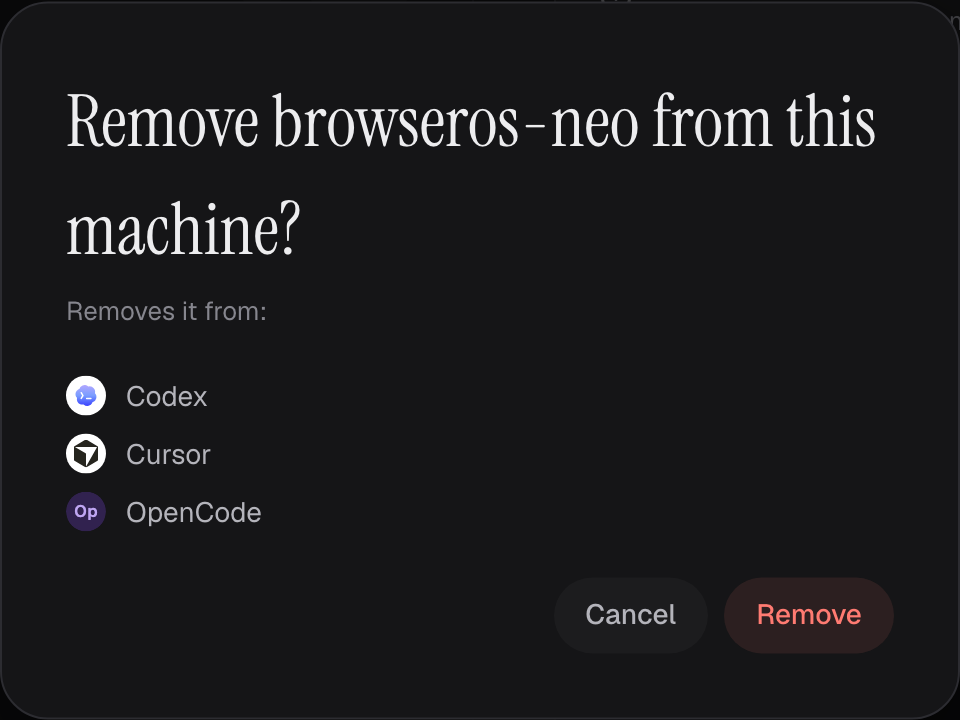 Remove browseros-neo from this
machine?
Removes it from:
Codex
Cursor
Op OpenCode
Cancel Remove